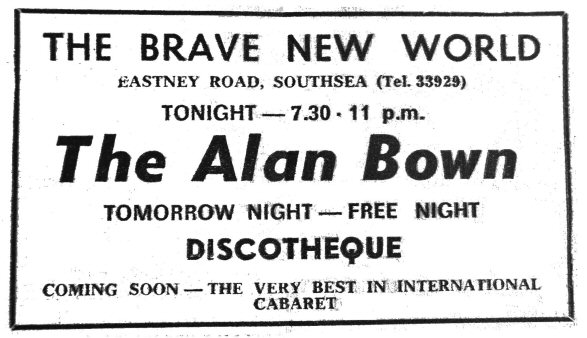 THE BRAVE NEW WORLD
EASTNEY ROAD, SOUTHSEA (Tel. 33929)
TONIGHT — 7.30 - 11 p.m.
The Alan Bown
TOMORROW NIGHT — FREE NIGHT
DISCOTHEQUE
COMING SOON — THE VERY BEST IN INTERNATIONAL
CABARET